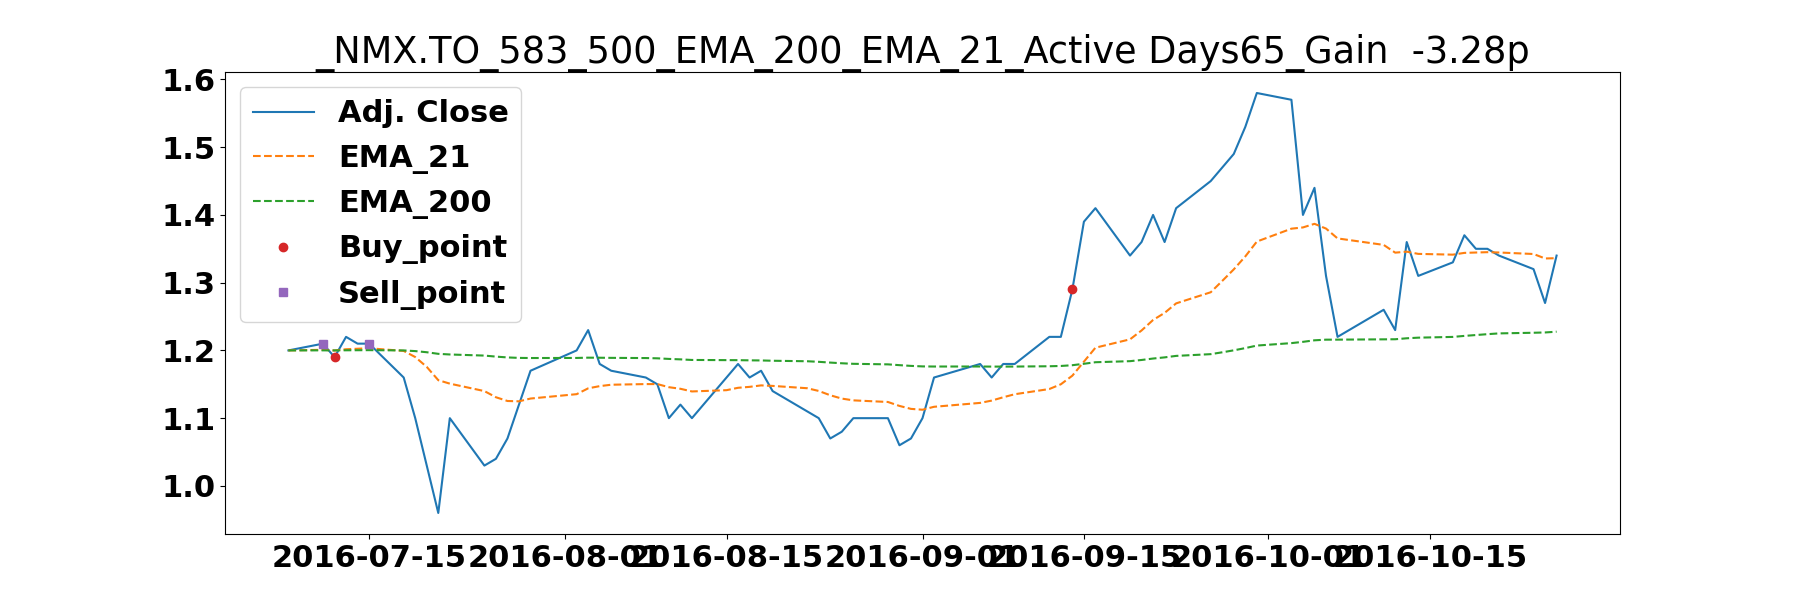 _NMX.TO_583_500_EMA_200_EMA_21_Active Days65_Gain  -3.28p
1.6
1.5
1.4
1.3
1.2
1.1
1.0
Adj. Close
EMA_21
EMA_200
Buy_point
Sell_point
2016-07-15 2016-08-01 2016-08-15 2016-09-01 2016-09-15 2016-10-01 2016-10-15